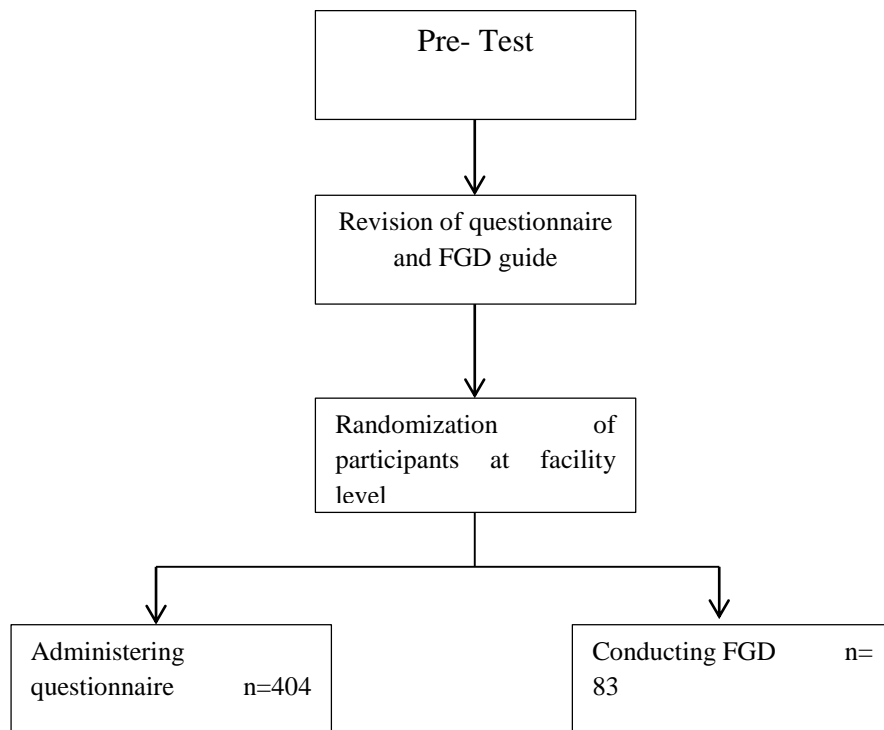 Pre- Test
Revision of questionnaire
and FGD guide
Randomization of
participants at facility
level
Administering
questionnaire n=404
Conducting FGD n=
83